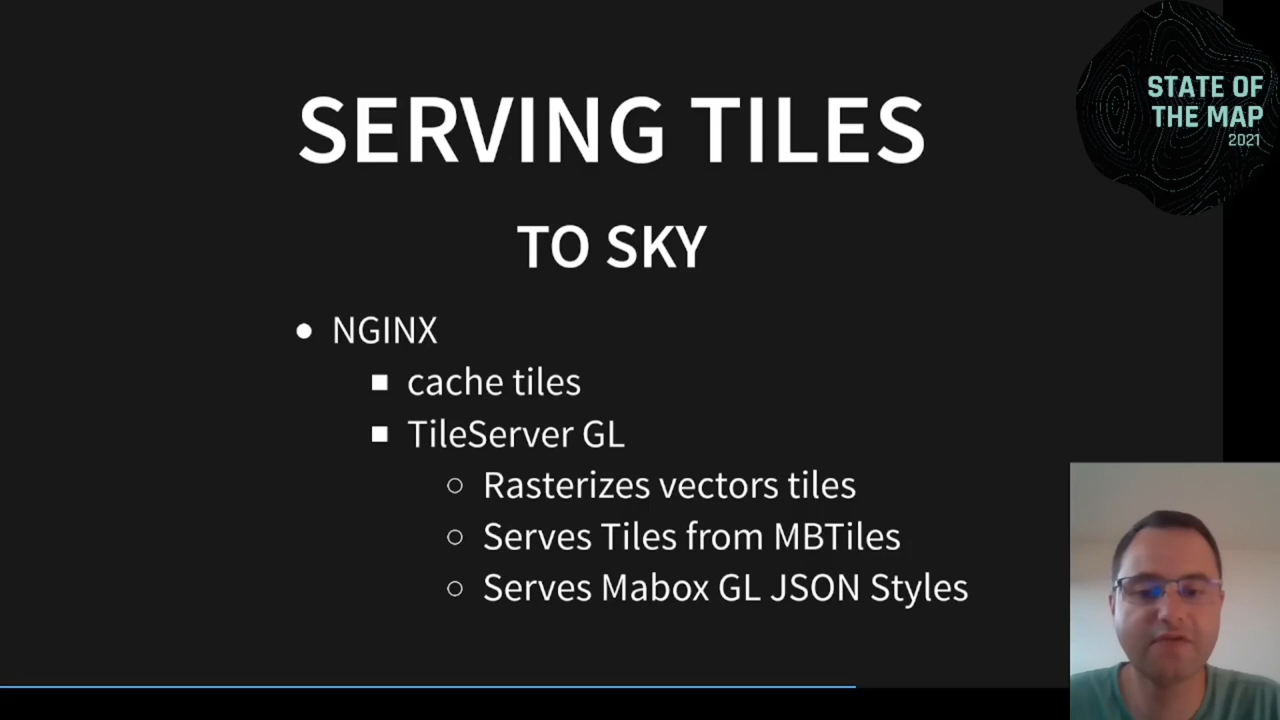 SERVING TILES
TO SKY
NGINX
cache tiles
TileServer GL
Rasterizes vectors tiles
Serves Tiles from MBTiles
Serves Mabox GL JSON Styles
STATE OF
THE MAP
2021